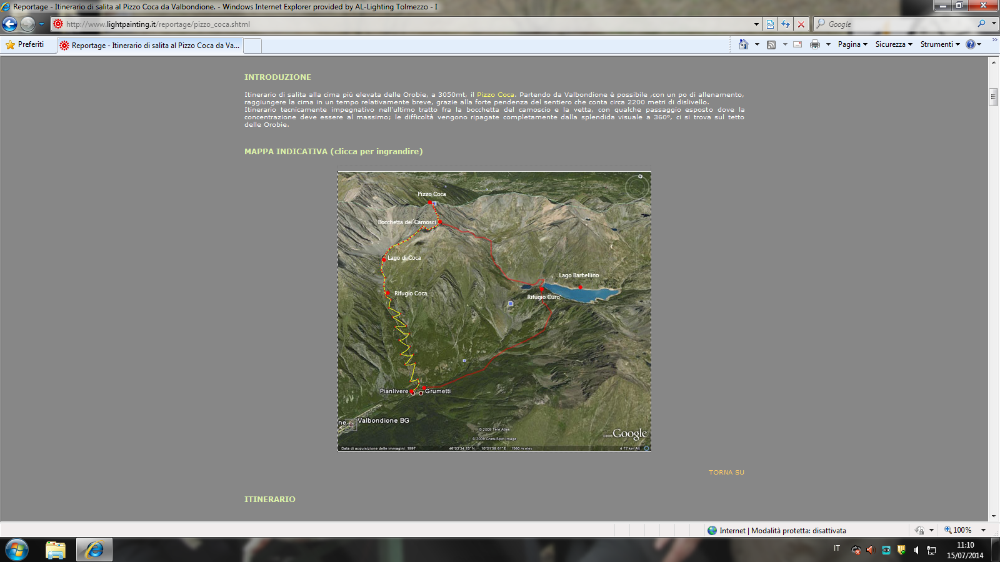 Reportage - Itinerario di salita al Pizzo Coca da Valbondione. - Windows Internet Explorer provided by AL-Lighting Tolmezzo - I
http://www.lightpainting.it/reportage/pizzo_coca.shtml
Google
Preferiti
Reportage - Itinerario di salita al Pizzo Coca da Va...
Pagina
Sicurezza
Strumenti
INTRODUZIONE
Itinerario di salita alla cima più elevata delle Orobie, a 3050mt, il Pizzo Coca. Partendo da Valbondione è possibile ,con un po di allenamento,
raggiungere la cima in un tempo relativamente breve, grazie alla forte pendenza del sentiero che conta circa 2200 metri di dislivello.
Itinerario tecnicamente impegnativo nell'ultimo tratto fra la bocchetta del camoscio e la vetta, con qualche passaggio esposto dove la
concentrazione deve essere al massimo; le difficoltà vengono ripagate completamente dalla splendida visuale a 360°, ci si trova sul tetto
delle Orobie.
MAPPA INDICATIVA (clicca per ingrandire)
Pizzo Coca
Bocchetta dei Camosci
Lago di Coca
Lago Barbellino
Rifugio Coca
Rifugio Curo'
Pianlivere
Grumetti
ne
Valbondione BG
© 2009 Tele Atlas
© 2009 Cnes/Spot Image
©2009 Google
Data di acquisizione delle immagini: 1997
46°03'34.15" N
10°01'58.61" E
1560 m elev
4.77 km Alt
TORNA SU
ITINERARIO
Internet | Modalità protetta: disattivata
100%
IT
11:10
15/07/2014